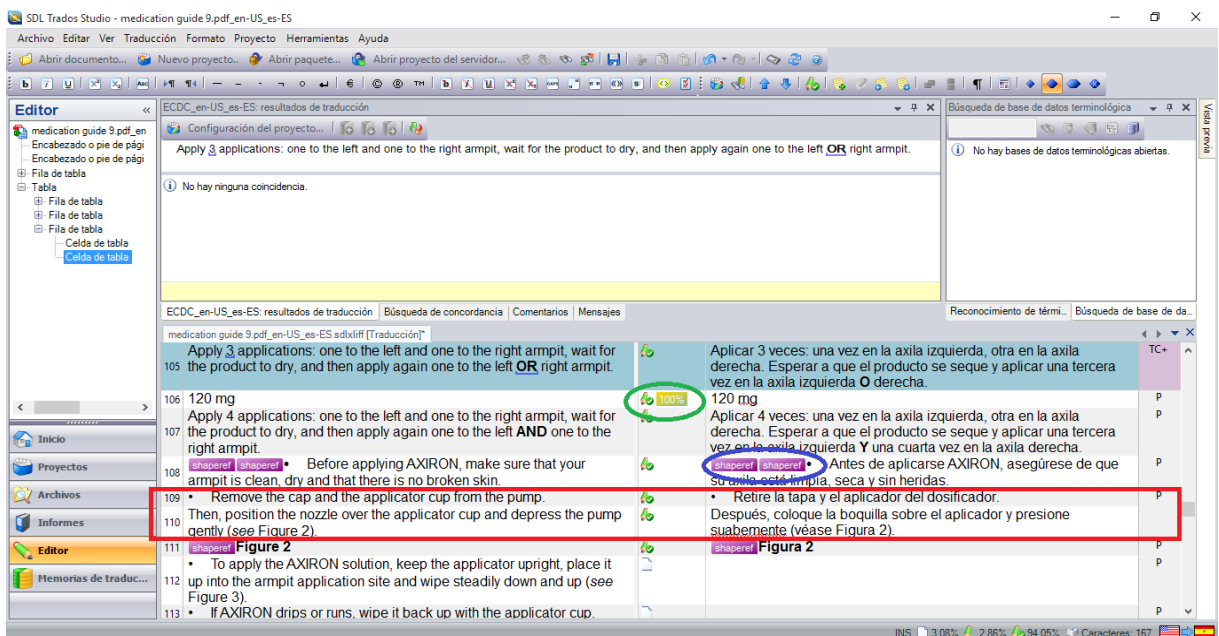 SDL Trados Studio - medication guide 9.pdf_en-US_es-ES
Archivo Editar Ver Traducción Formato Proyecto Herramientas Ayuda
Abrir documento... Nuevo proyecto.. Abrir paquete... Abrir proyecto del servidor...
Editor «
medication guide 9.pdf_en
Encabezado o pie de pági
Encabezado o pie de pági
Fila de tabla
Tabla
Fila de tabla
Fila de tabla
Fila de tabla
Celda de tabla
Celda de tabla
Inicio
Proyectos
Archivos
Informes
Editor
Memorias de traduc...
ECDC_en-US_es-ES: resultados de traducción
Configuración del proyecto...
Apply 3 applications: one to the left and one to the right armpit, wait for the product to dry, and then apply again one to the left OR right armpit.
No hay ninguna coincidencia.
ECDC_en-US_es-ES: resultados de traducción Búsqueda de concordancia Comentarios Mensajes
Búsqueda de base de datos terminológica
No hay bases de datos terminológicas abiertas.
Reconocimiento de térmi... Búsqueda de base de da...
Vista previa
medication guide 9.pdf_en-US_es-ES.sdlxliff [Traducción]*
105 Apply 3 applications: one to the left and one to the right armpit, wait for
the product to dry, and then apply again one to the left OR right armpit.
Aplicar 3 veces: una vez en la axila izquierda, otra en la axila
derecha. Esperar a que el producto se seque y aplicar una tercera
vez en la axila izquierda O derecha.
TC+
106 120 mg 100% 120 mg P
107 Apply 4 applications: one to the left and one to the right armpit, wait for
the product to dry, and then apply again one to the left AND one to the
right armpit.
Aplicar 4 veces: una vez en la axila izquierda, otra en la axila
derecha. Esperar a que el producto se seque y aplicar una tercera
vez en la axila izquierda Y una cuarta vez en la axila derecha.
P
108 shaperef shaperef • Before applying AXIRON, make sure that your
armpit is clean, dry and that there is no broken skin.
shaperef shaperef • Antes de aplicarse AXIRON, asegúrese de que
su axila está limpia, seca y sin heridas.
P
109 • Remove the cap and the applicator cup from the pump.
• Retire la tapa y el aplicador del dosificador.
P
110 Then, position the nozzle over the applicator cup and depress the pump
gently (see Figure 2).
Después, coloque la boquilla sobre el aplicador y presione
suabemente (véase Figura 2).
111 shaperef Figure 2 shaperef Figura 2 P
112 • To apply the AXIRON solution, keep the applicator upright, place it
up into the armpit application site and wipe steadily down and up (see
Figure 3).
P
113 • If AXIRON drips or runs, wipe it back up with the applicator cup. P
INS 3,08% 2,86% 94,05% Caracteres: 167